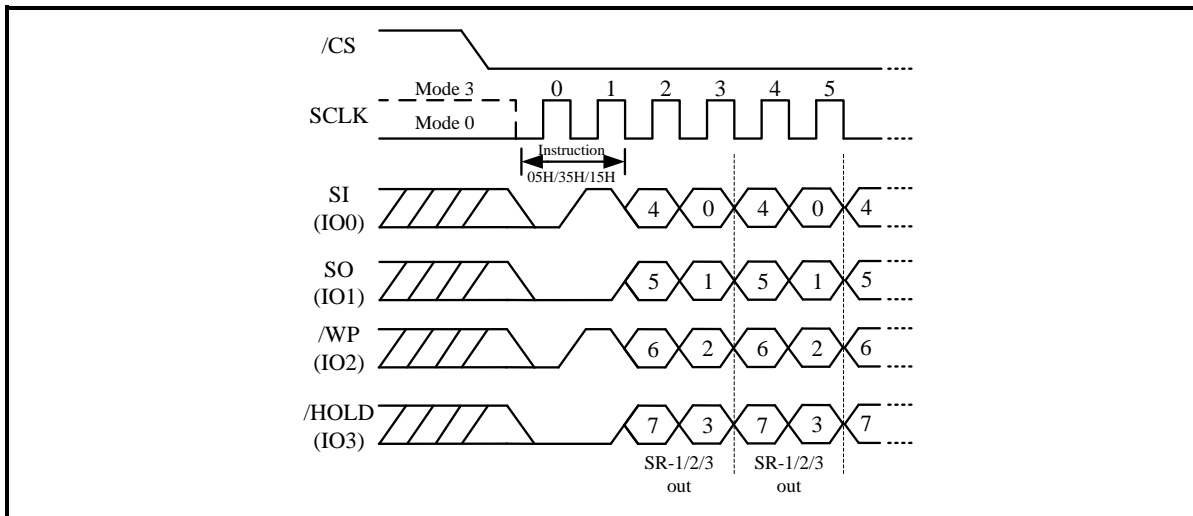 /CS
0 1 2 3 4 5
Mode 3
SCLK
Mode 0
Instruction
05H/35H/15H
SI
(IO0)
4 0 4 0 4
SO
(IO1)
5 1 5 1 5
/WP
(IO2)
6 2 6 2 6
/HOLD
(IO3)
7 3 7 3 7
SR-1/2/3
out
SR-1/2/3
out